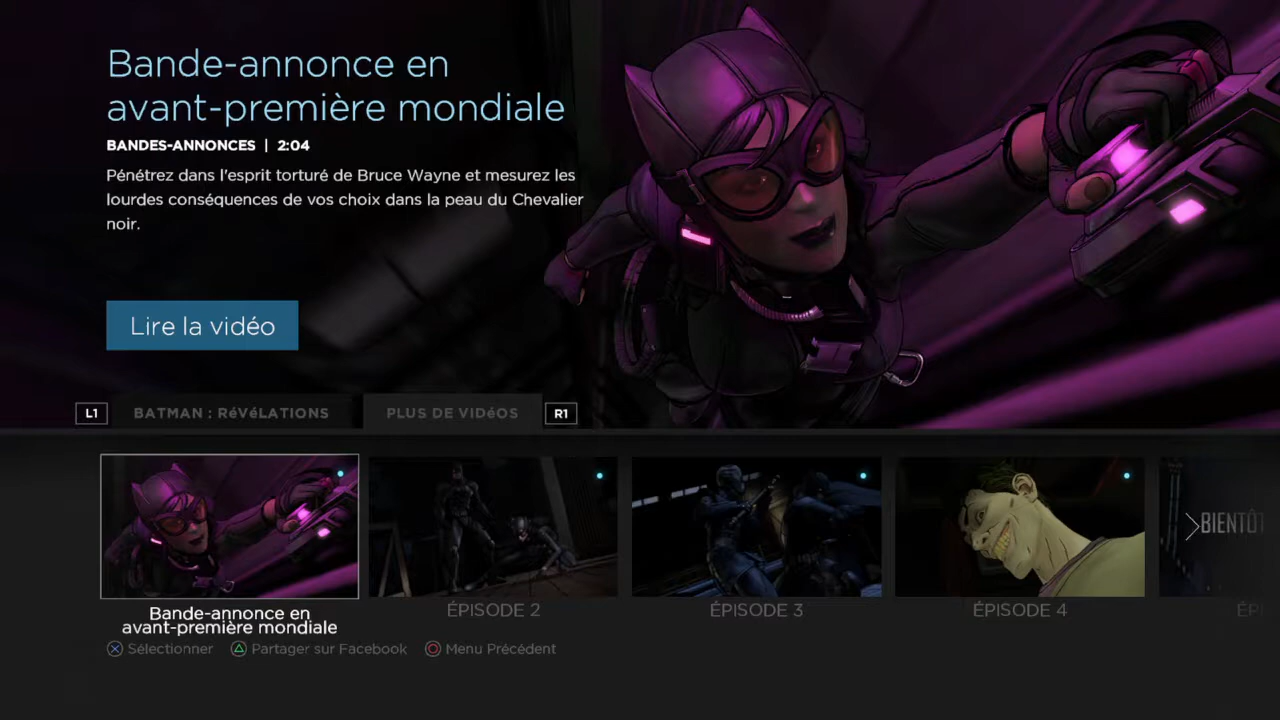 Bande-annonce en
avant-première mondiale
BANDES-ANNONCES | 2:04
Pénétrez dans l'esprit torturé de Bruce Wayne et mesurez les
lourdes conséquences de vos choix dans la peau du Chevalier
noir.
Lire la vidéo
L1 BATMAN : RéVéLATIONS PLUS DE VIDéOS R1
BIENTÔT
Bande-annonce en
avant-première mondiale
ÉPISODE 2
ÉPISODE 3
ÉPISODE 4
ÉP
Sélectionner Partager sur Facebook Menu Précédent